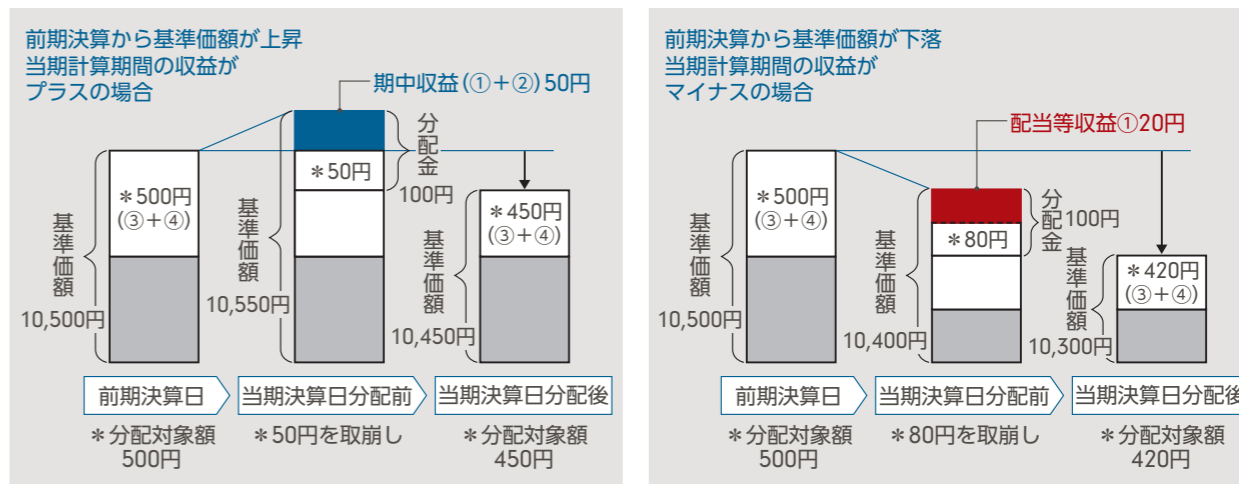 前期決算から基準価額が上昇
当期計算期間の収益が
プラスの場合
期中収益(①＋②)50円
分配金
100円
＊500円
(③＋④)
＊50円
＊450円
(③＋④)
基準価額
10,500円
基準価額
10,550円
基準価額
10,450円
前期決算日
当期決算日分配前
当期決算日分配後
＊分配対象額
500円
＊50円を取崩し
＊分配対象額
450円
前期決算から基準価額が下落
当期計算期間の収益が
マイナスの場合
配当等収益①20円
分配金
100円
＊500円
(③＋④)
＊80円
＊420円
(③＋④)
基準価額
10,500円
基準価額
10,400円
基準価額
10,300円
前期決算日
当期決算日分配前
当期決算日分配後
＊分配対象額
500円
＊80円を取崩し
＊分配対象額
420円